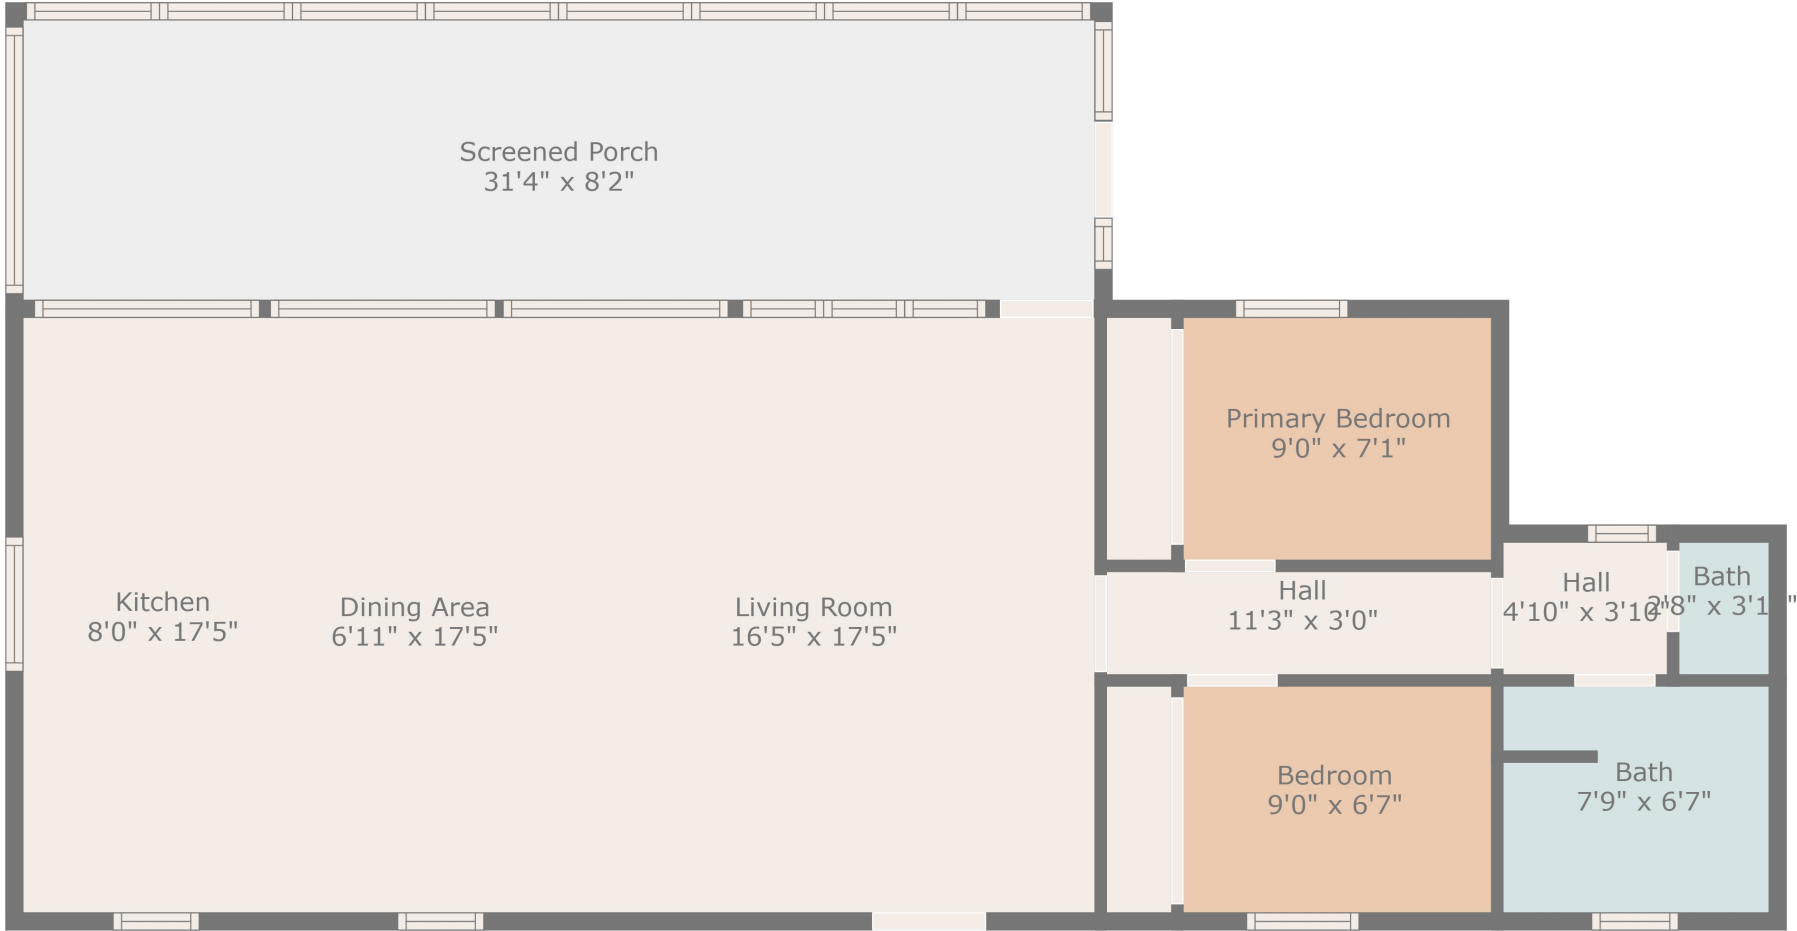 Screened Porch
31'4" x 8'2"
Primary Bedroom
9'0" x 7'1"
Kitchen
8'0" x 17'5"
Dining Area
6'11" x 17'5"
Living Room
16'5" x 17'5"
Hall
11'3" x 3'0"
Hall
4'10" x 3'10"
Bath
2'8" x
Bedroom
9'0" x 6'7"
Bath
7'9" x 6'7"